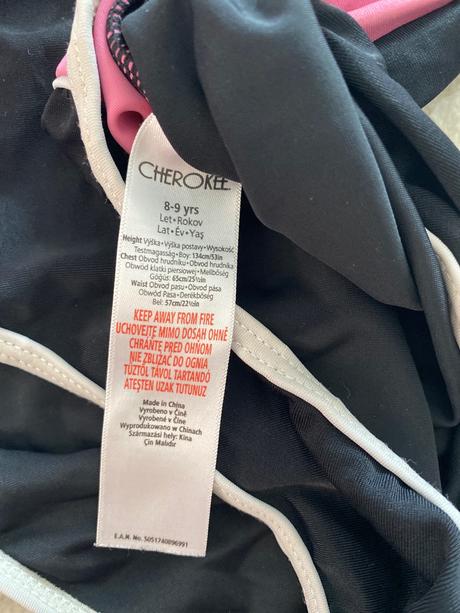 CHEROKEE
8-9 yrs
Let • Rokov
Lat • Év • Yaş
Height Výška • Výška postavy • Wysokość
Testmagasság • Boy: 134cm/53in
Chest Obvod hrudníku • Obvod hrudníka
Obwód klatki piersiowej • Mellbőség
Göğüs: 65cm/25½in
Waist Obvod pasu • Obvod pása
Obwód Pasa • Derékbőség
Bel: 57cm/22½in
KEEP AWAY FROM FIRE
UCHOVEJTE MIMO DOSAH OHNĚ
CHRÁŇTE PRED OHŇOM
NIE ZBLIŻAĆ DO OGNIA
TŰZTŐL TÁVOL TARTANDÓ
ATEŞTEN UZAK TUTUNUZ
Made in China
Vyrobeno v Číně
Vyrobené v Číne
Wyprodukowano w Chinach
Származási hely: Kína
Çin Malıdır
E.A.N. No. 5051740896991